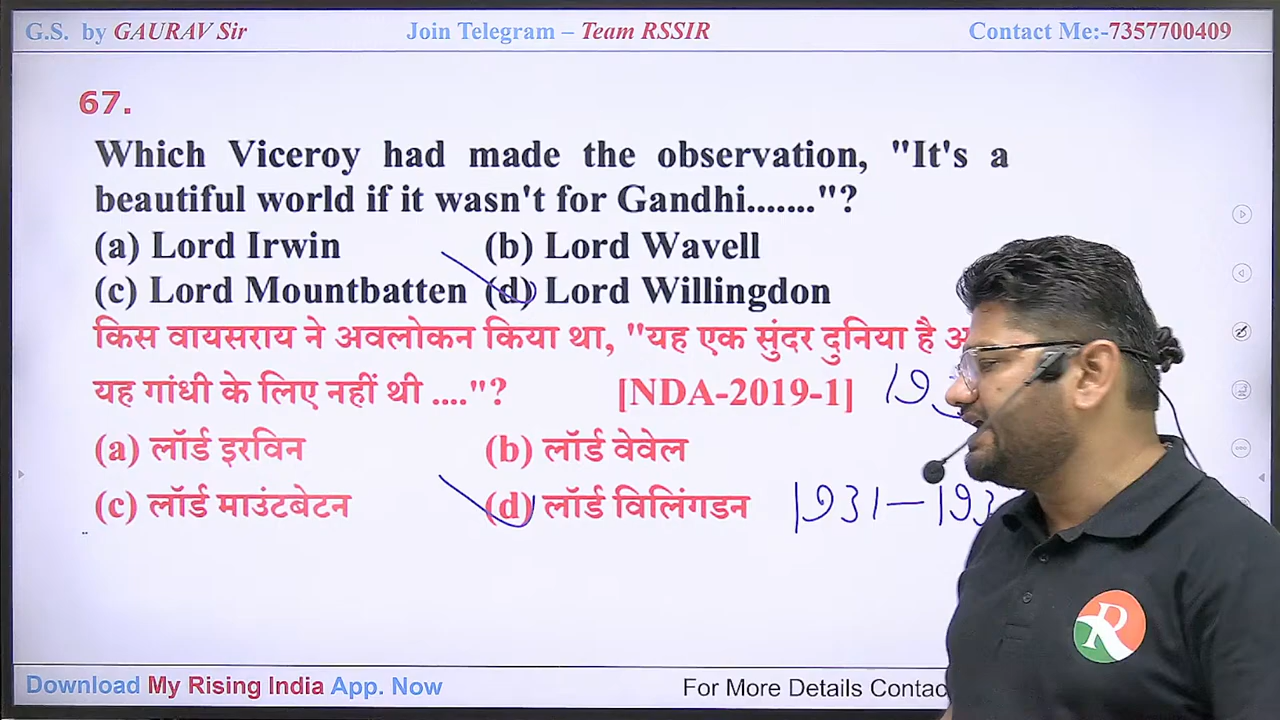 G.S. by GAURAV Sir
Join Telegram – Team RSSIR
Contact Me:-7357700409
67.
Which Viceroy had made the observation, "It's a
beautiful world if it wasn't for Gandhi......."?
(a) Lord Irwin (b) Lord Wavell
(c) Lord Mountbatten (d) Lord Willingdon
किस वायसराय ने अवलोकन किया था, "यह एक सुंदर दुनिया है
यह गांधी के लिए नहीं थी ...."? [NDA-2019-1]
(a) लॉर्ड इरविन (b) लॉर्ड वेवेल
(c) लॉर्ड माउंटबेटन (d) लॉर्ड विलिंगडन 1931 –
R
Download My Rising India App. Now
For More Details